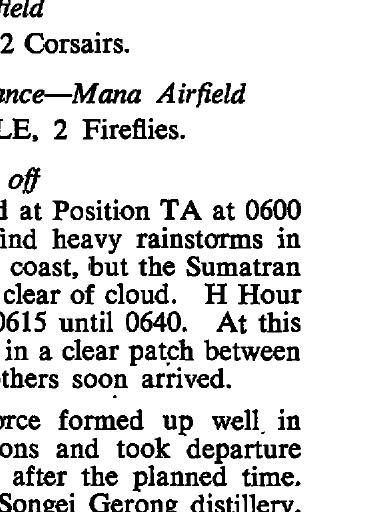 field
2 Corsairs.
ance—Mana Airfield
LE, 2 Fireflies.
off
d at Position TA at 0600
find heavy rainstorms in
coast, but the Sumatran
clear of cloud. H Hour
0615 until 0640. At this
in a clear patch between
thers soon arrived.
orce formed up well in
ons and took departure
after the planned time.
Songei Gerong distillery,